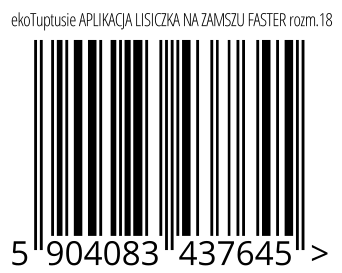 ekoTuptusie APLIKACJA LISICZKA NA ZAMSZU FASTER rozm.18
5 904083 437645 >